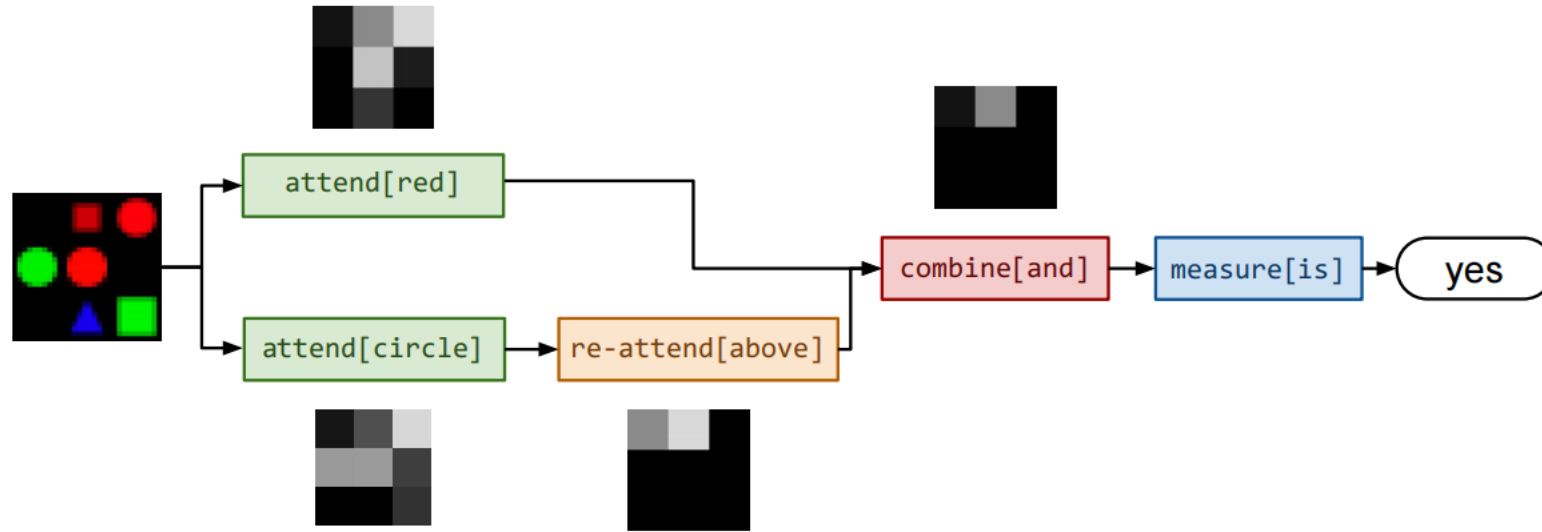 attend[red]
combine[and]
measure[is]
yes
attend[circle]
re-attend[above]